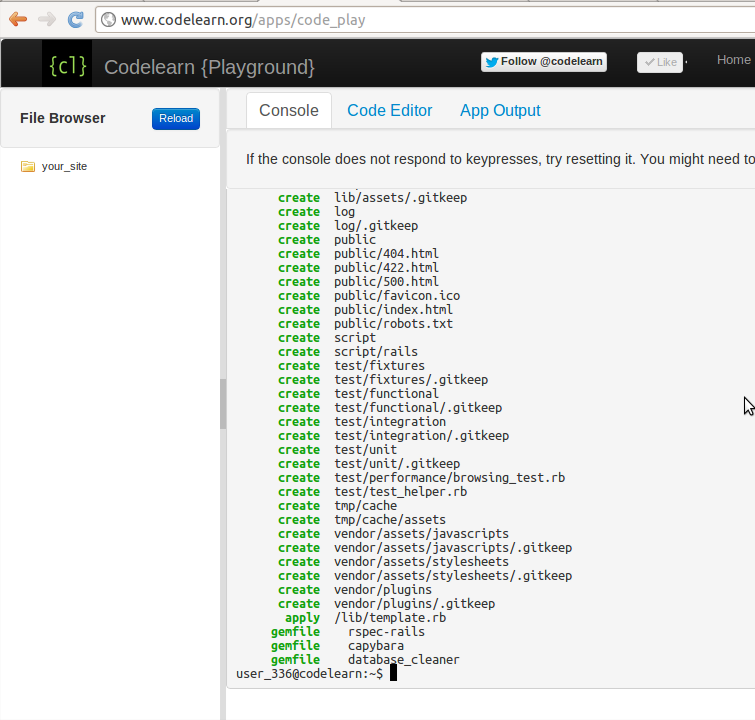 www.codelearn.org/apps/code_play
{cl} Codelearn {Playground} Follow @codelearn Like Home
File Browser Reload Console Code Editor App Output
If the console does not respond to keypresses, try resetting it. You might need to
your_site
create lib/assets/.gitkeep
create log
create log/.gitkeep
create public
create public/404.html
create public/422.html
create public/500.html
create public/favicon.ico
create public/index.html
create public/robots.txt
create script
create script/rails
create test/fixtures
create test/fixtures/.gitkeep
create test/functional
create test/functional/.gitkeep
create test/integration
create test/integration/.gitkeep
create test/unit
create test/unit/.gitkeep
create test/performance/browsing_test.rb
create test/test_helper.rb
create tmp/cache
create tmp/cache/assets
create vendor/assets/javascripts
create vendor/assets/javascripts/.gitkeep
create vendor/assets/stylesheets
create vendor/assets/stylesheets/.gitkeep
create vendor/plugins
create vendor/plugins/.gitkeep
apply /lib/template.rb
gemfile rspec-rails
gemfile capybara
gemfile database_cleaner
user_336@codelearn:~$